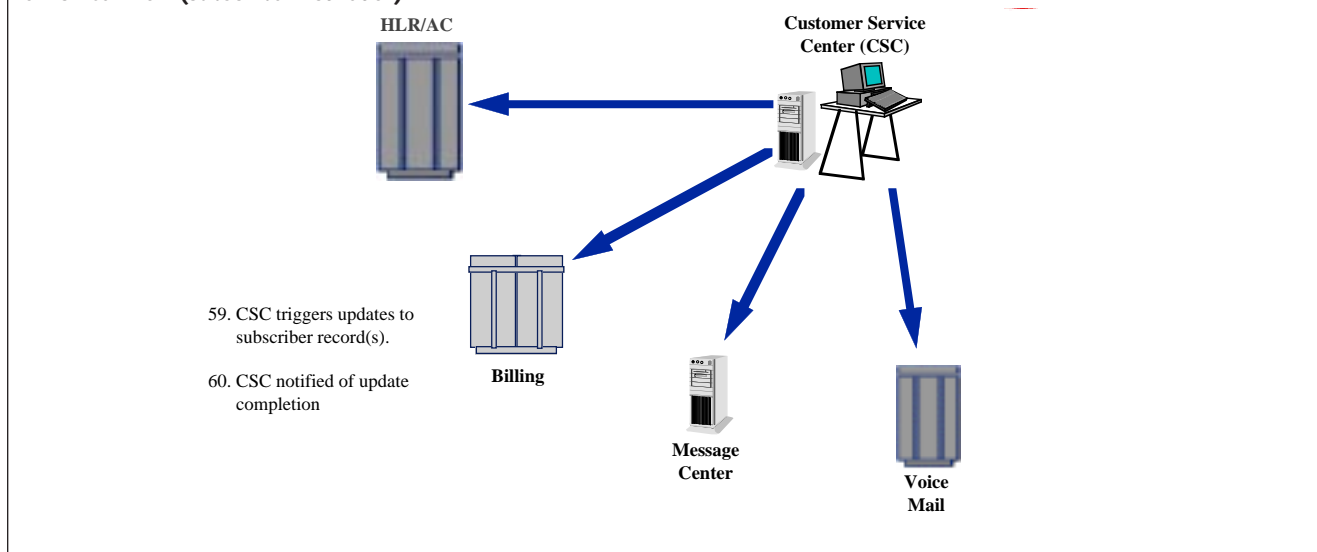 HLR/AC
Customer Service
Center (CSC)
59. CSC triggers updates to
subscriber record(s).
60. CSC notified of update
completion
Billing
Message
Center
Voice
Mail